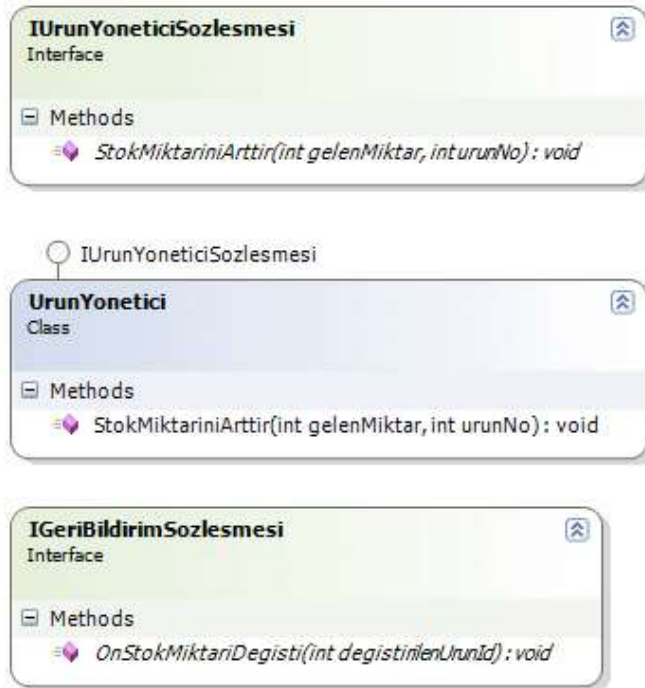 IUrunYoneticiSozlesmesi
Interface
Methods
StokMiktariniArttir(int gelenMiktar, int urunNo) : void
IUrunYoneticiSozlesmesi
UrunYonetici
Class
Methods
StokMiktariniArttir(int gelenMiktar, int urunNo) : void
IGeriBildirimSozlesmesi
Interface
Methods
OnStokMiktariDegisti(int degistirilenUrunId) : void